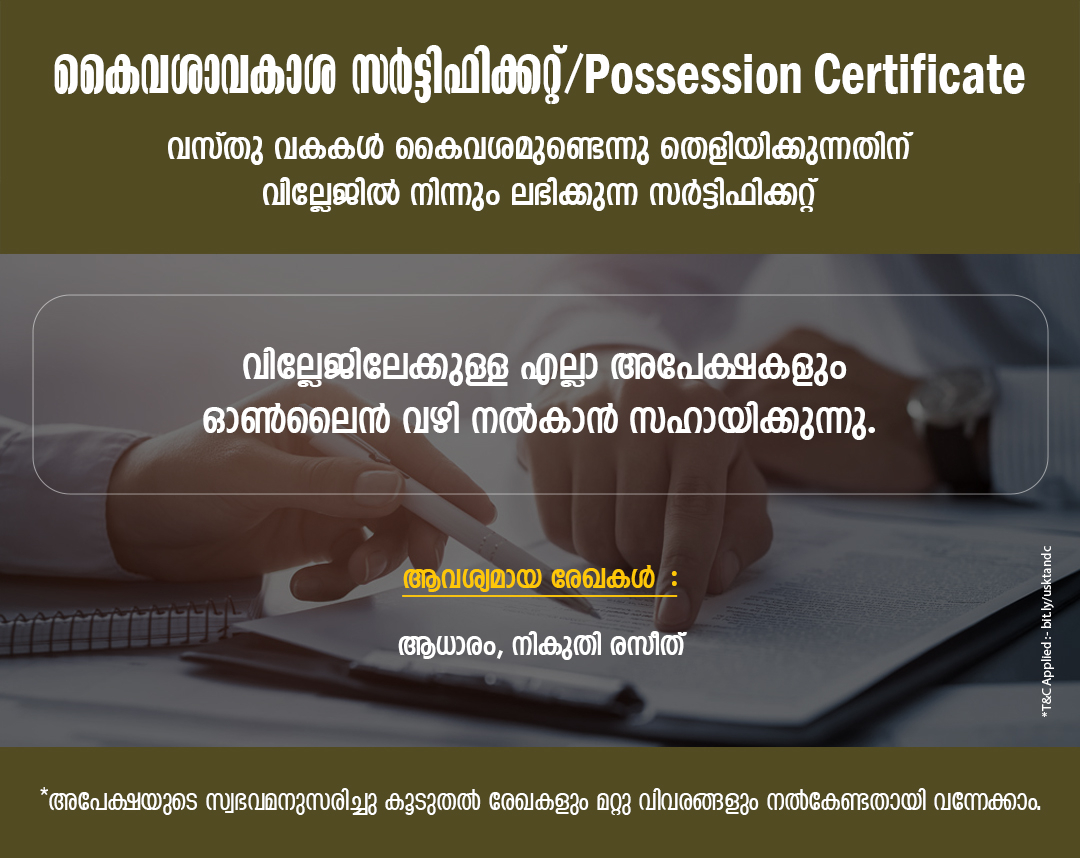 കൈവശാവകാശ സർട്ടിഫിക്കറ്റ്/Possession Certificate
വസ്തു വകകൾ കൈവശമുണ്ടെന്നു തെളിയിക്കുന്നതിന്
വില്ലേജിൽ നിന്നും ലഭിക്കുന്ന സർട്ടിഫിക്കറ്റ്
വില്ലേജിലേക്കുള്ള എല്ലാ അപേക്ഷകളും
ഓൺലൈൻ വഴി നൽകാൻ സഹായിക്കുന്നു.
ആവശ്യമായ രേഖകൾ :
ആധാരം, നികുതി രസീത്
*T&C Applied :- bit.ly/usktandc
*അപേക്ഷയുടെ സ്വഭവമനുസരിച്ചു കൂടുതൽ രേഖകളും മറ്റു വിവരങ്ങളും നൽകേണ്ടതായി വന്നേക്കാം.